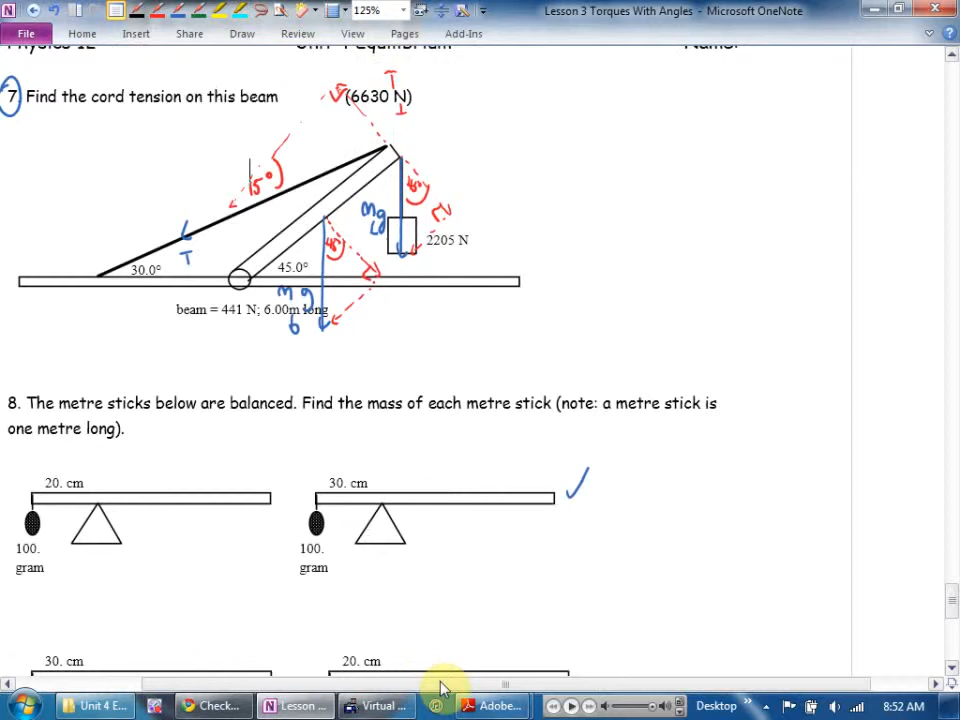 125%
Lesson 3 Torques With Angles - Microsoft OneNote
File Home Insert Share Draw Review View Pages Add-Ins
Physics 12 Name:
7. Find the cord tension on this beam (6630 N)
T
15°
45°
mg
L
2205 N
T
45°
30.0°
45.0°
mg
b
beam = 441 N; 6.00m long
8. The metre sticks below are balanced. Find the mass of each metre stick (note: a metre stick is
one metre long).
20. cm 30. cm
100. 100.
gram gram
30. cm 20. cm
Unit 4 E... Check... Lesson ... Virtual ... Adobe... Desktop 8:52 AM